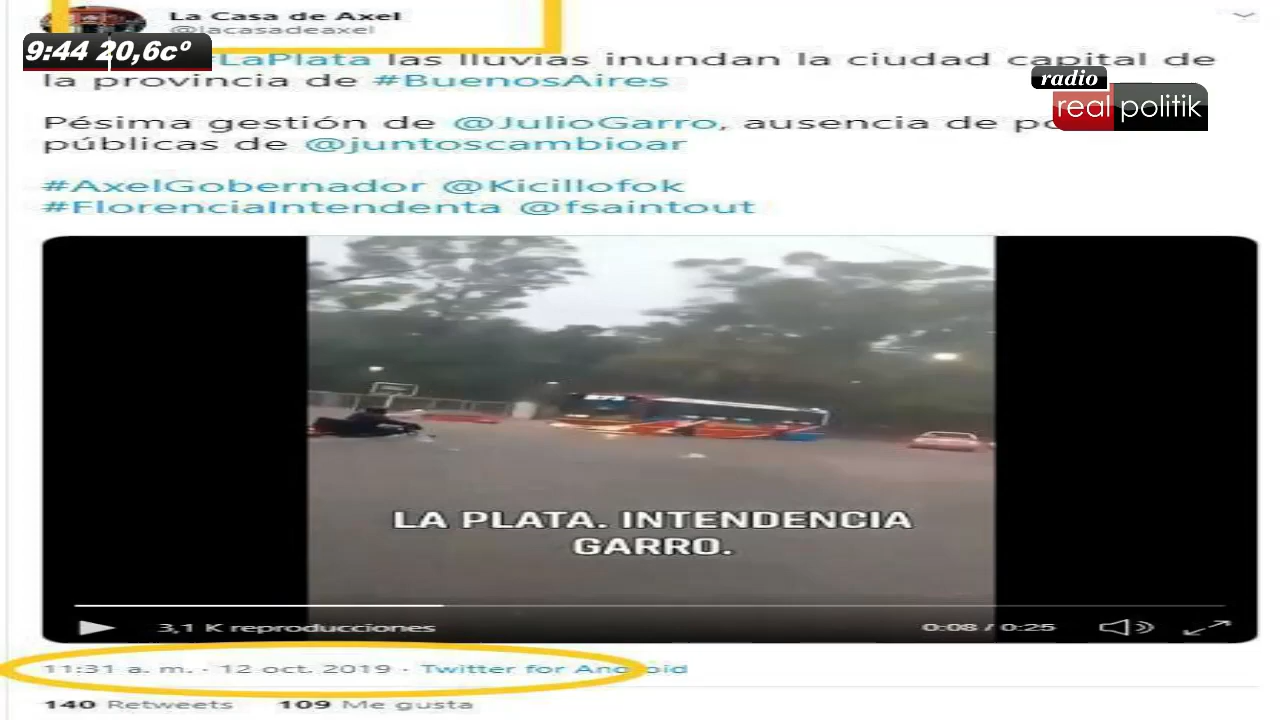 La Casa de Axel
@lacasadeaxel
9:44 20,6cº
#LaPlata las lluvias inundan la ciudad capital de
la provincia de #BuenosAires
radio
real politik
Pésima gestión de @JulioGarro, ausencia de
públicas de @juntoscambioar
#AxelGobernador @Kicillofok
#FlorenciaIntendenta @fsaintout
LA PLATA. INTENDENCIA
GARRO.
3,1 K reproducciones
0:08 / 0:25
11:31 a. m. · 12 oct. 2019 · Twitter for Android
140 Retweets 109 Me gusta